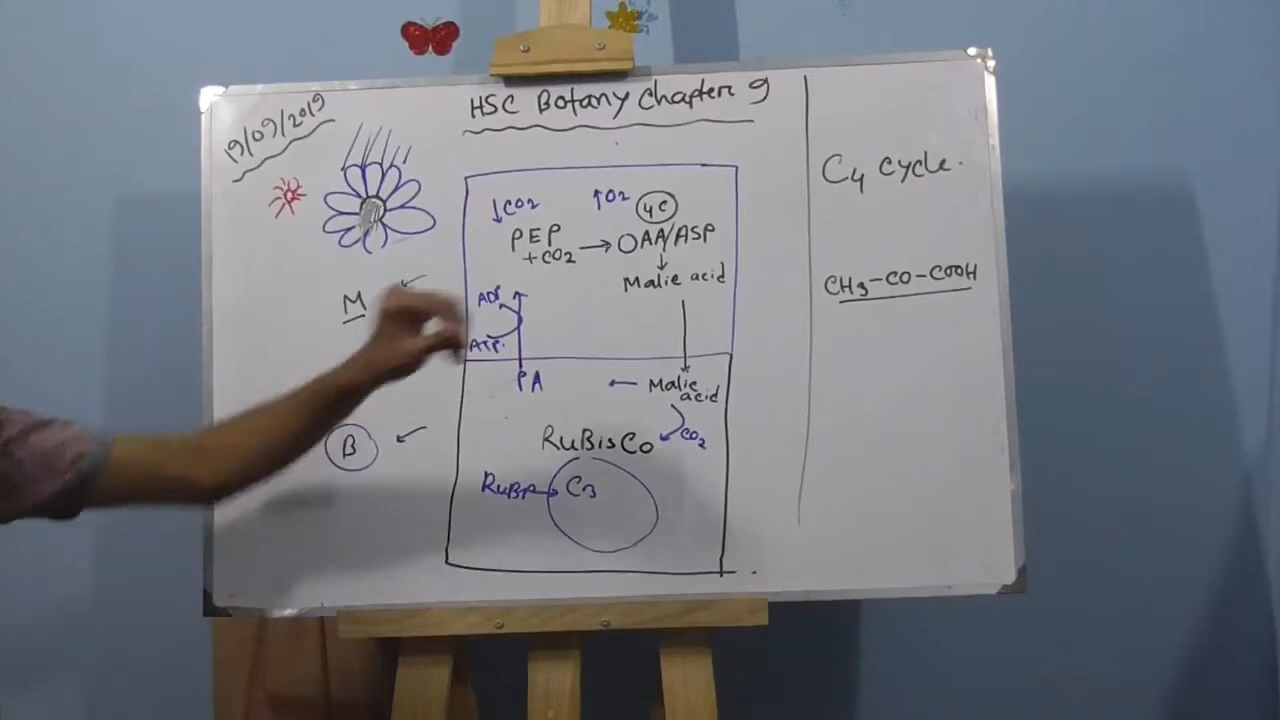 19/09/2019
HSC Botany Chapter 9
C4 cycle.
↓CO2
↑O2
4C
PEP
+CO2 → OAA/ASP
Malic acid
CH3-CO-COOH
M
ADP
ATP.
PA ← Malic acid
CO2
B
RuBisCo
RuBP → C3